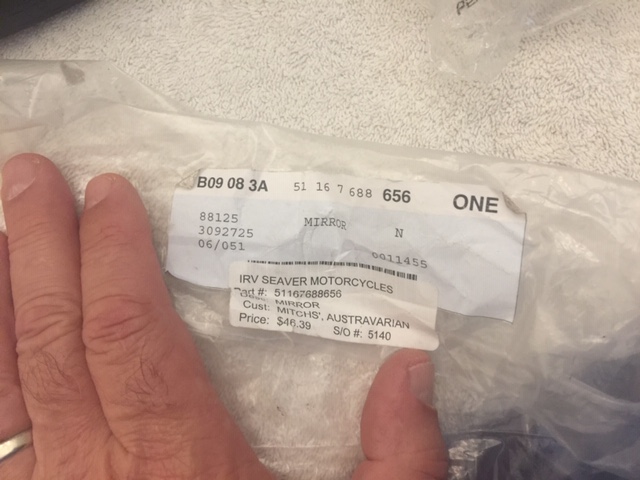 B09 08 3A 51 16 7 688 656 ONE
88125 MIRROR N
3092725
06/051 0011455
IRV SEAVER MOTORCYCLES
Part #: 51167688656
MIRROR
Cust: MITCHS', AUSTRAVARIAN
Price: $46.39 S/O #: 5140